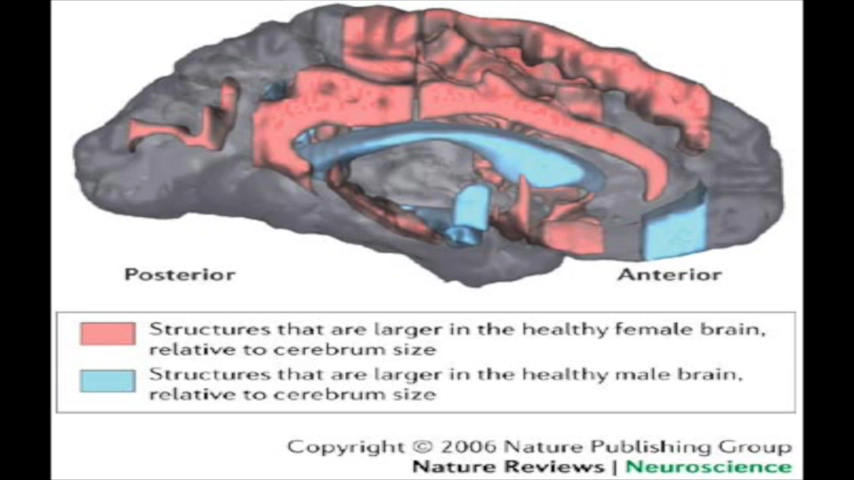 Posterior Anterior
Structures that are larger in the healthy female brain,
relative to cerebrum size
Structures that are larger in the healthy male brain,
relative to cerebrum size
Copyright © 2006 Nature Publishing Group
Nature Reviews | Neuroscience